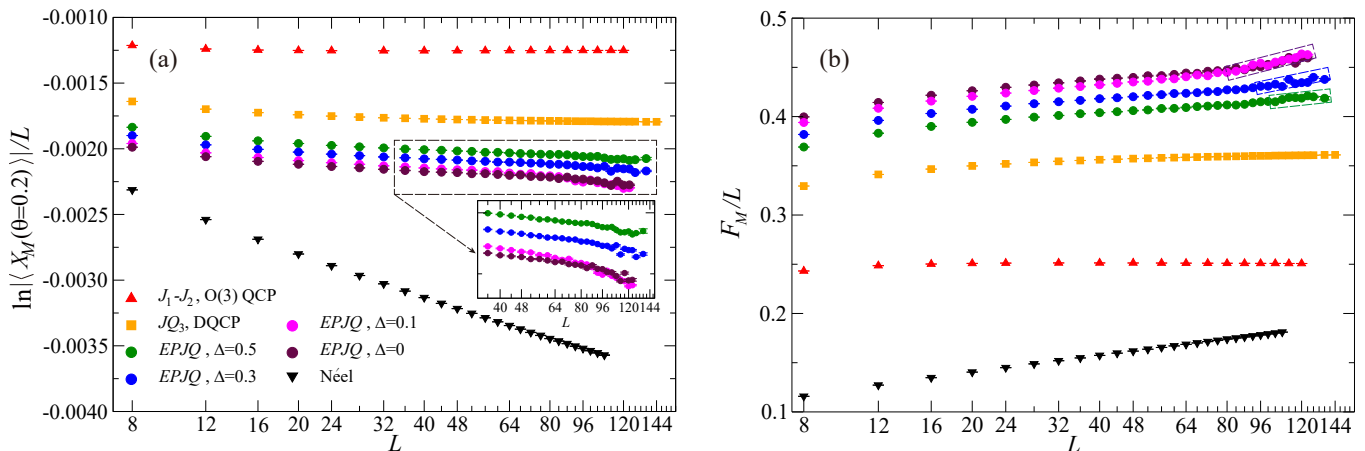 (a)
ln|⟨X_M(θ=0.2)⟩|/L
-0.0010
-0.0015
-0.0020
-0.0025
-0.0030
-0.0035
-0.0040
J₁-J₂, O(3) QCP
JQ₃, DQCP
EPJQ , Δ=0.5
EPJQ , Δ=0.3
EPJQ , Δ=0.1
EPJQ , Δ=0
Néel
40 48 64 80 96 120 144
L
8 12 16 20 24 32 40 48 64 80 96 120 144
L
(b)
F_M/L
0.5
0.4
0.3
0.2
0.1
8 12 16 20 24 32 40 48 64 80 96 120 144
L